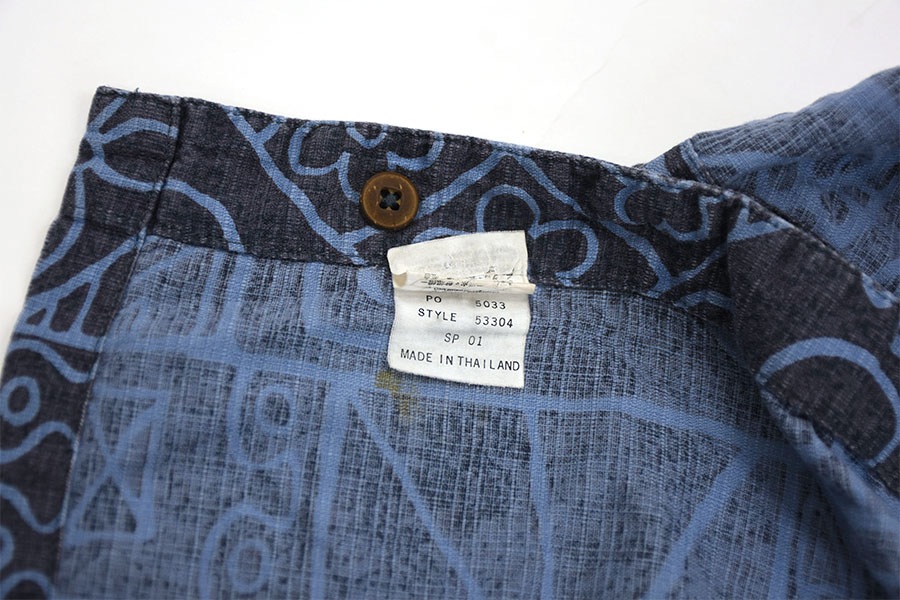 PO 5033
STYLE 53304
SP 01
MADE IN THAILAND